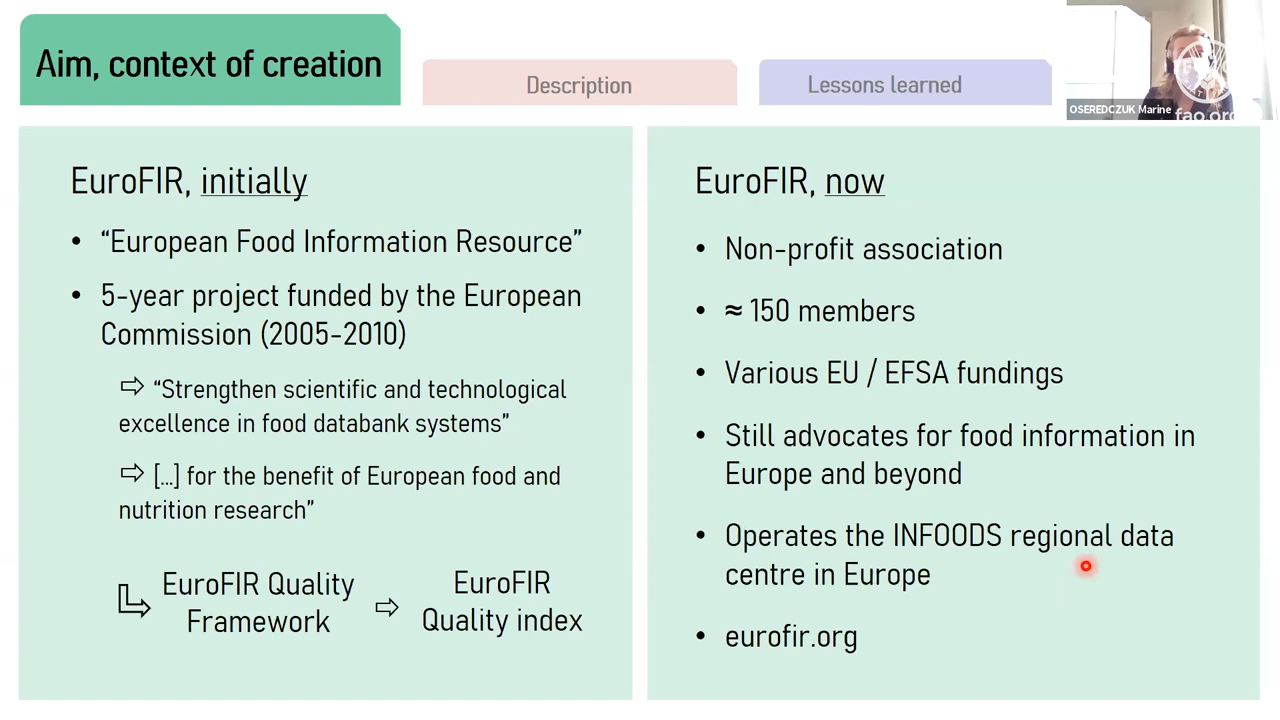 Aim, context of creation
Description
Lessons learned
OSEREDCZUK Marine
fao.org
EuroFIR, initially
• “European Food Information Resource”
• 5-year project funded by the European
Commission (2005-2010)
⇨ “Strengthen scientific and technological
excellence in food databank systems”
⇨ [...] for the benefit of European food and
nutrition research”
EuroFIR Quality
Framework
⇨
EuroFIR
Quality index
EuroFIR, now
• Non-profit association
• ≈ 150 members
• Various EU / EFSA fundings
• Still advocates for food information in
Europe and beyond
• Operates the INFOODS regional data
centre in Europe
• eurofir.org